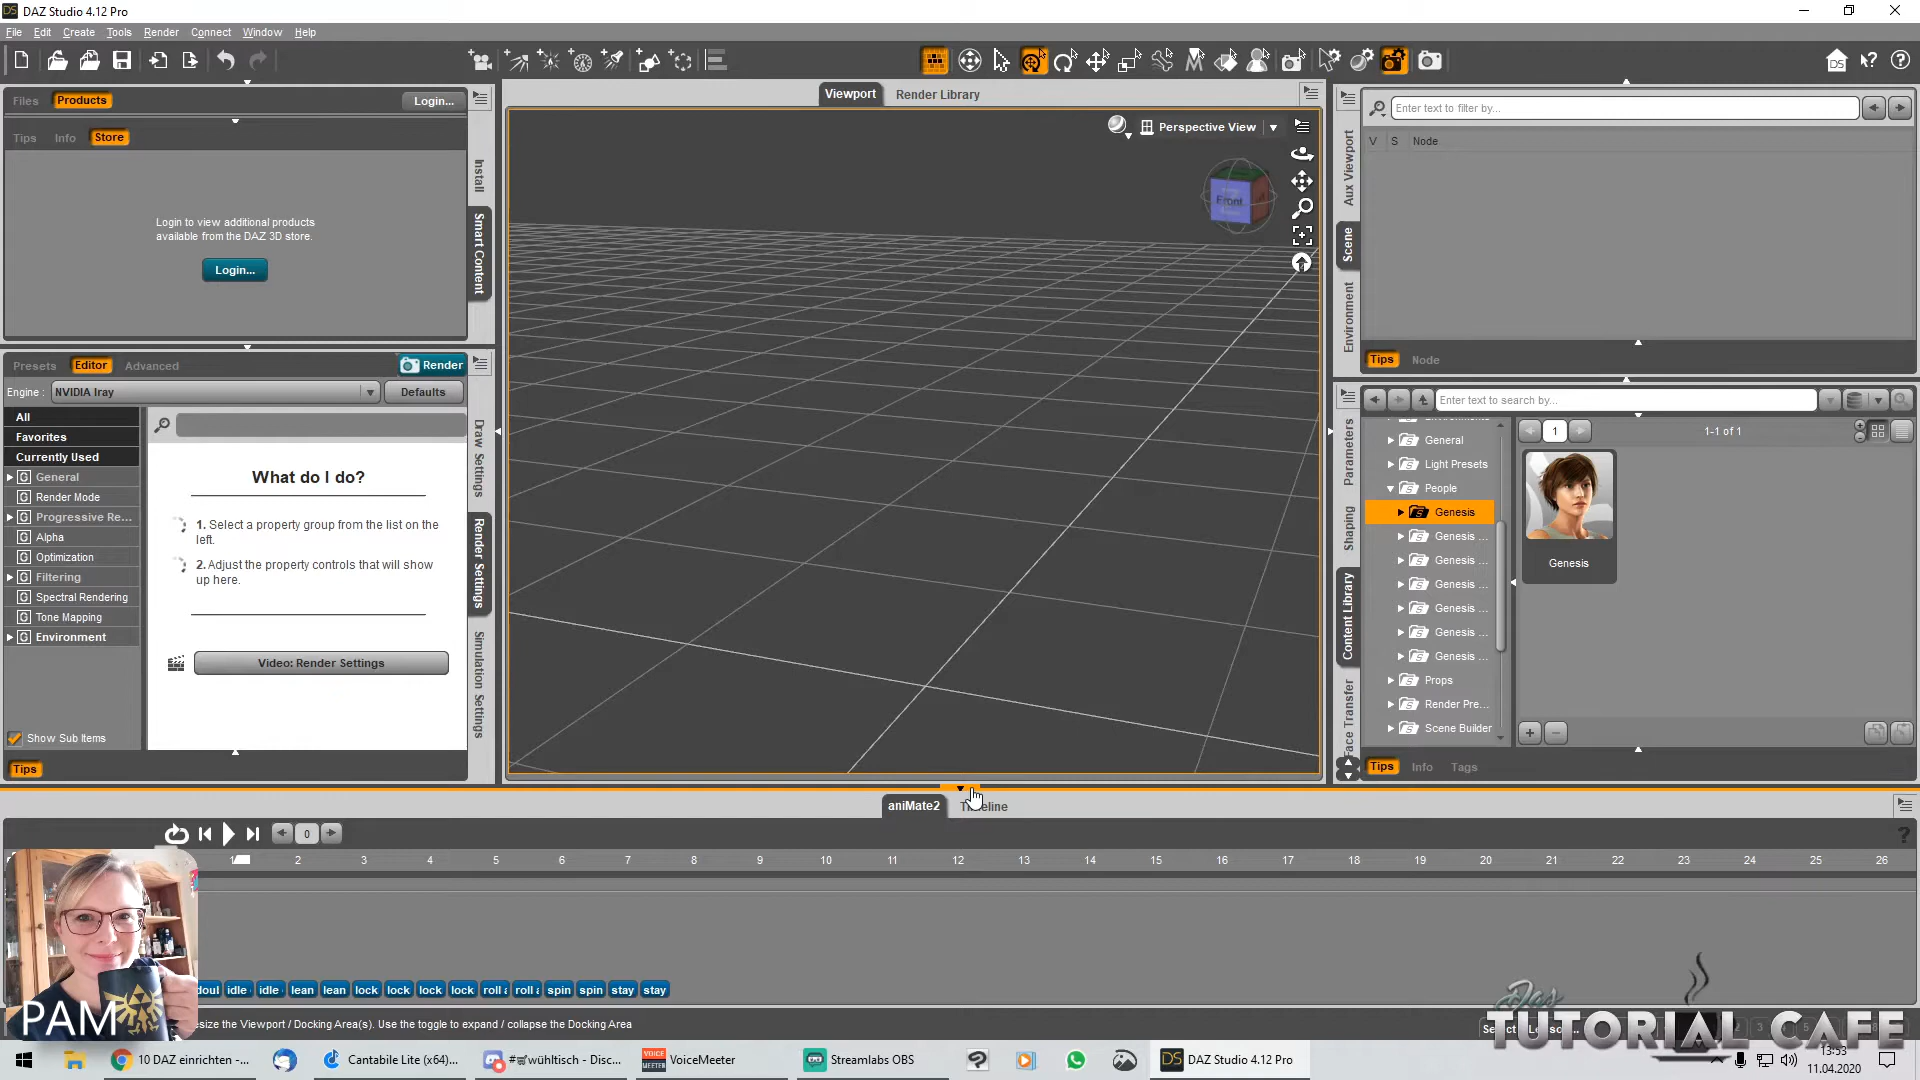 DAZ Studio 4.12 Pro
File Edit Create Tools Render Connect Window Help
Files Products Login...
Tips Info Store
Login to view additional products
available from the DAZ 3D store.
Login...
Install
Smart Content
Presets Editor Advanced Render
Engine : NVIDIA Iray Defaults
All
Favorites
Currently Used
G General
G Render Mode
G Progressive Re...
G Alpha
G Optimization
G Filtering
G Spectral Rendering
G Tone Mapping
G Environment
Show Sub Items
Tips
What do I do?
1. Select a property group from the list on the
left.
2. Adjust the property controls that will show
up here.
Video: Render Settings
Draw Settings
Render Settings
Simulation Settings
Viewport Render Library
Perspective View
Front
DS
Aux Viewport
Scene
Environment
Enter text to filter by...
V S Node
Tips Node
Parameters
Shaping
Content Library
Face Transfer
Enter text to search by...
General
Light Presets
People
Genesis
Genesis ...
Genesis ...
Genesis ...
Genesis ...
Genesis ...
Genesis ...
Props
Render Pre...
Scene Builder
1 1-1 of 1
Genesis
Tips Info Tags
aniMate2
0
2 3 4 5 6 7 8 9 10 11 12 13 14 15 16 17 18 19 20 21 22 23 24 25 26
idle idle lean lean lock lock lock lock roll roll spin spin stay stay
PAM
esize the Viewport / Docking Area(s). Use the toggle to expand / collapse the Docking Area
Das
TUTORIAL CAFE
10 DAZ einrichten -... Cantabile Lite (x64)... #🛒wühltisch - Disc... VOICE MEETER VoiceMeeter Streamlabs OBS DS DAZ Studio 4.12 Pro
13:53
11.04.2020